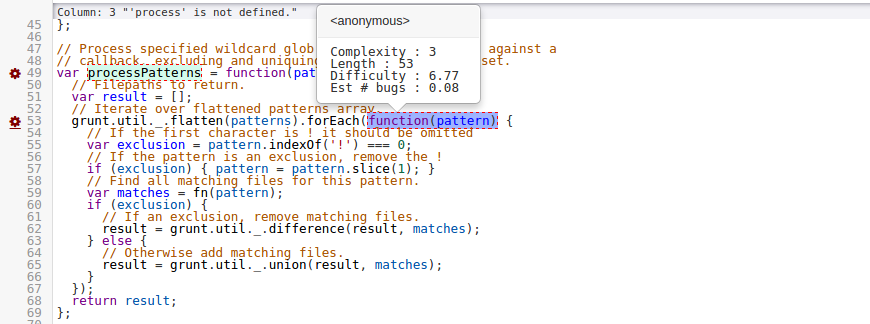 Column: 3 "'process' is not defined."
<anonymous>
Complexity : 3
Length : 53
Difficulty : 6.77
Est # bugs : 0.08
45 };
46
47 // Process specified wildcard glob against a
48 // callback, excluding and uniquing set.
49 var processPatterns = function(pat
50 // Filepaths to return.
51 var result = [];
52 // Iterate over flattened patterns array.
53 grunt.util._.flatten(patterns).forEach(function(pattern) {
54 // If the first character is ! it should be omitted
55 var exclusion = pattern.indexOf('!') === 0;
56 // If the pattern is an exclusion, remove the !
57 if (exclusion) { pattern = pattern.slice(1); }
58 // Find all matching files for this pattern.
59 var matches = fn(pattern);
60 if (exclusion) {
61 // If an exclusion, remove matching files.
62 result = grunt.util._.difference(result, matches);
63 } else {
64 // Otherwise add matching files.
65 result = grunt.util._.union(result, matches);
66 }
67 });
68 return result;
69 };